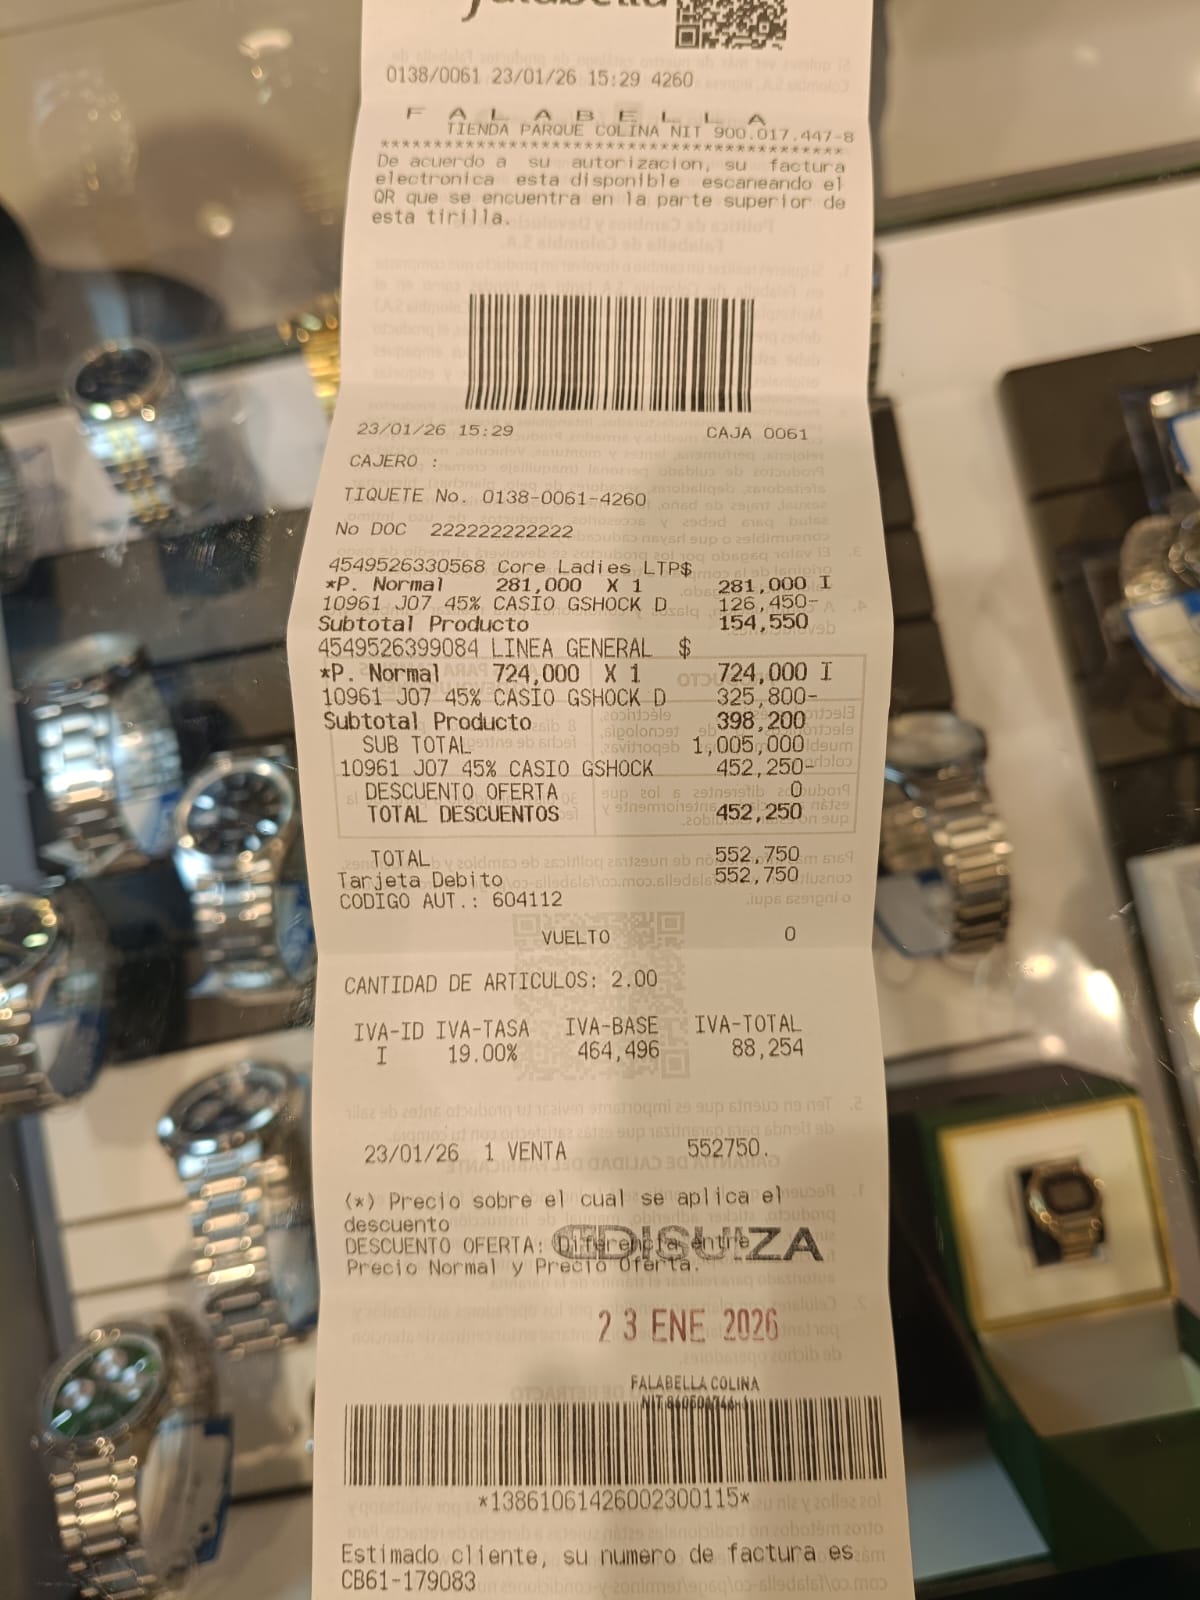 falabella
0138/0061 23/01/26 15:29 4260
F A L A B E L L A
TIENDA PARQUE COLINA NIT 900.017.447-8
******************************************
De acuerdo a su autorizacion, su factura
electronica esta disponible escaneando el
QR que se encuentra en la parte superior de
esta tirilla.
23/01/26 15:29 CAJA 0061
CAJERO :
TIQUETE No. 0138-0061-4260
No DOC 222222222222
4549526330568 Core Ladies LTP$
*P. Normal 281,000 X 1 281,000 I
10961 J07 45% CASIO GSHOCK D 126,450-
Subtotal Producto 154,550
4549526399084 LINEA GENERAL $
*P. Normal 724,000 X 1 724,000 I
10961 J07 45% CASIO GSHOCK D 325,800-
Subtotal Producto 398,200
SUB TOTAL 1,005,000
10961 J07 45% CASIO GSHOCK 452,250-
DESCUENTO OFERTA 0
TOTAL DESCUENTOS 452,250
TOTAL 552,750
Tarjeta Debito 552,750
CODIGO AUT.: 604112
VUELTO 0
CANTIDAD DE ARTICULOS: 2.00
IVA-ID IVA-TASA IVA-BASE IVA-TOTAL
I 19.00% 464,496 88,254
23/01/26 1 VENTA 552750.
(*) Precio sobre el cual se aplica el
descuento
DESCUENTO OFERTA: Diferencia entre
Precio Normal y Precio Oferta.
23 ENE 2026
FALABELLA COLINA
*13861061426002300115*
Estimado cliente, su numero de factura es
CB61-179083